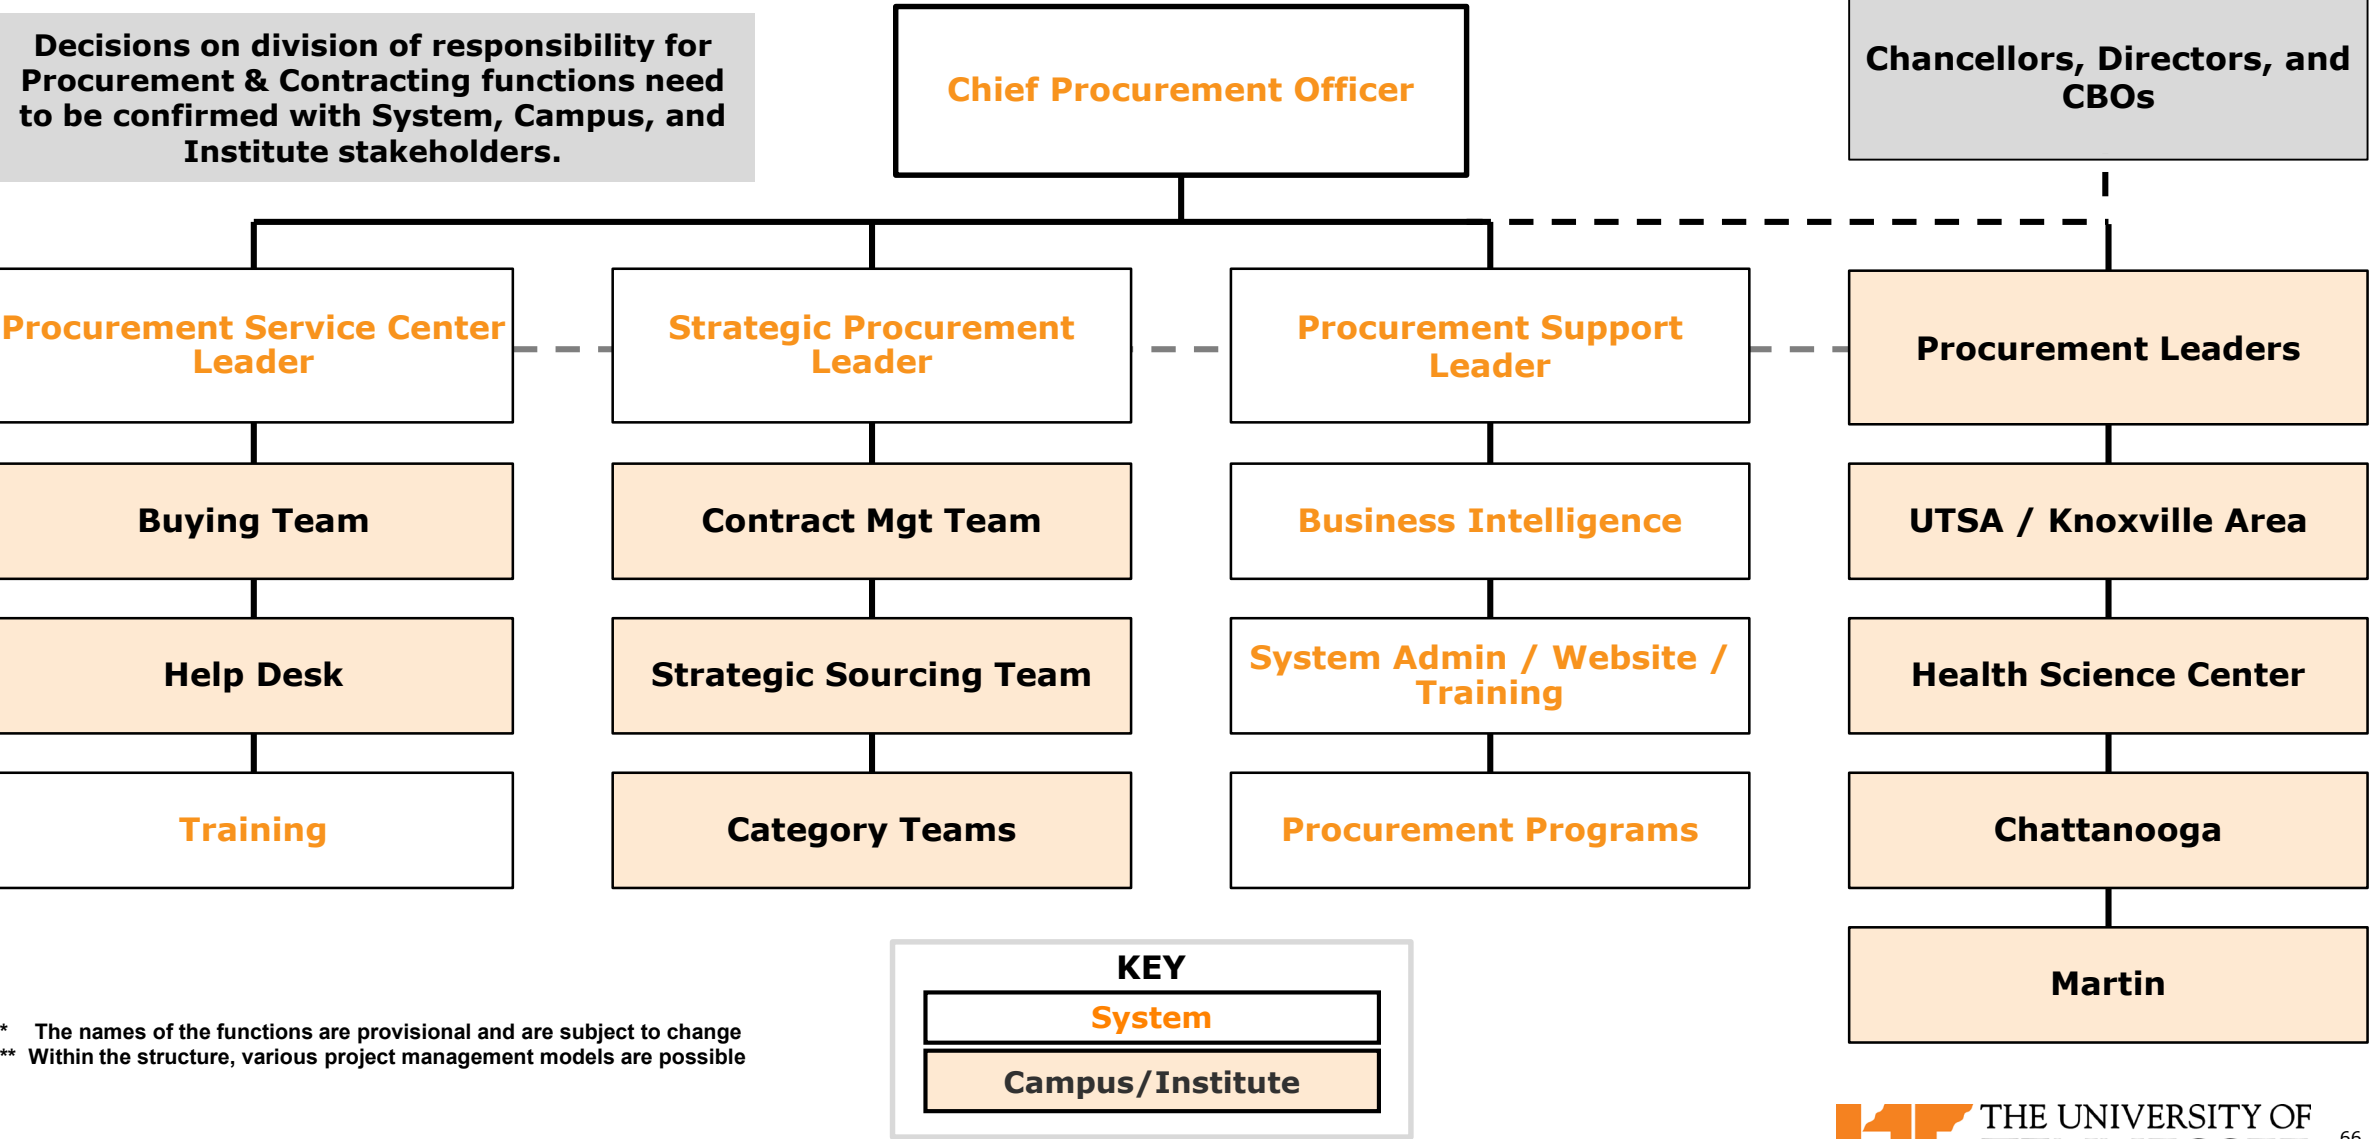 Decisions on division of responsibility for
Procurement & Contracting functions need
to be confirmed with System, Campus, and
Institute stakeholders.
Chief Procurement Officer
Chancellors, Directors, and
CBOs
Procurement Service Center
Leader
Strategic Procurement
Leader
Procurement Support
Leader
Procurement Leaders
Buying Team
Contract Mgt Team
Business Intelligence
UTSA / Knoxville Area
Help Desk
Strategic Sourcing Team
System Admin / Website /
Training
Health Science Center
Training
Category Teams
Procurement Programs
Chattanooga
Martin
KEY
System
Campus/Institute
* The names of the functions are provisional and are subject to change
** Within the structure, various project management models are possible
THE UNIVERSITY OF
66